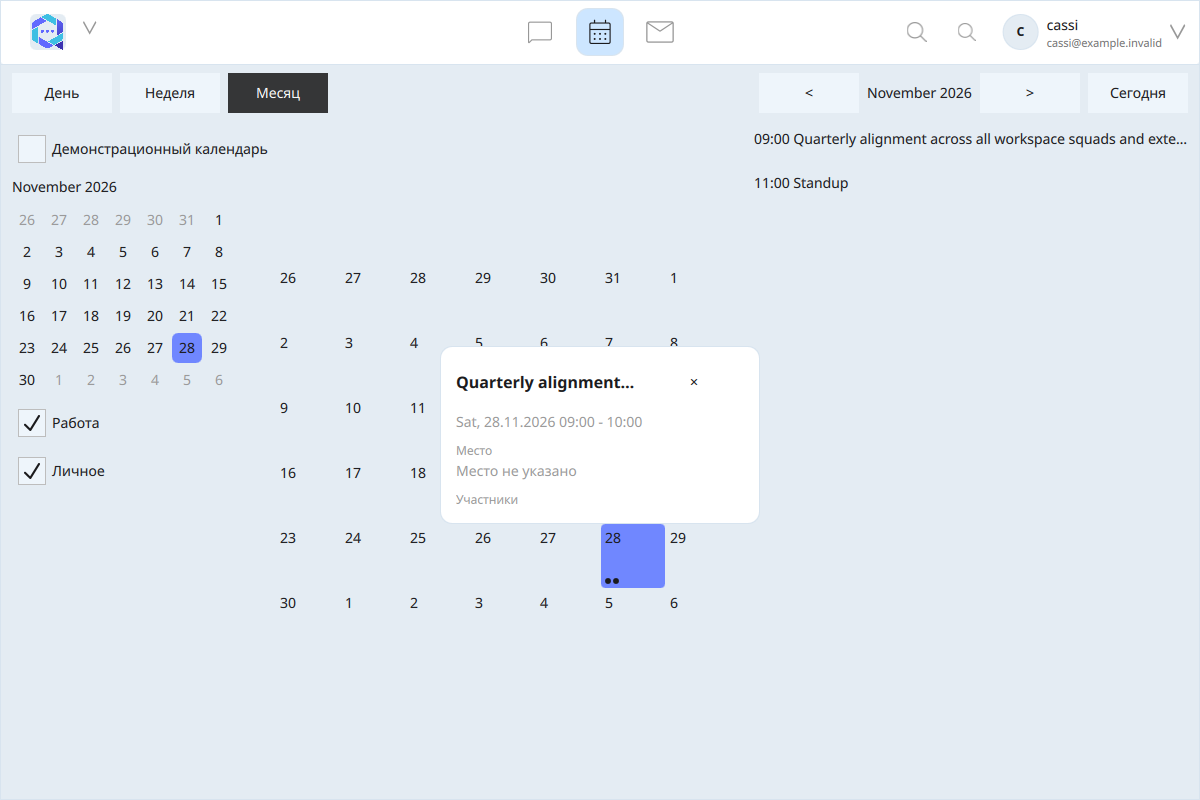 cassi
C
cassi@example.invalid
День Неделя Месяц < November 2026 > Сегодня
Демонстрационный календарь
09:00 Quarterly alignment across all workspace squads and exte...
11:00 Standup
November 2026
26 27 28 29 30 31 1
2 3 4 5 6 7 8
9 10 11 12 13 14 15
16 17 18 19 20 21 22
23 24 25 26 27 28 29
30 1 2 3 4 5 6
Работа
Личное
26 27 28 29 30 31 1
2 3 4 5 6 7 8
9 10 11
16 17 18
23 24 25 26 27 28 29
30 1 2 3 4 5 6
Quarterly alignment... ×
Sat, 28.11.2026 09:00 - 10:00
Место
Место не указано
Участники